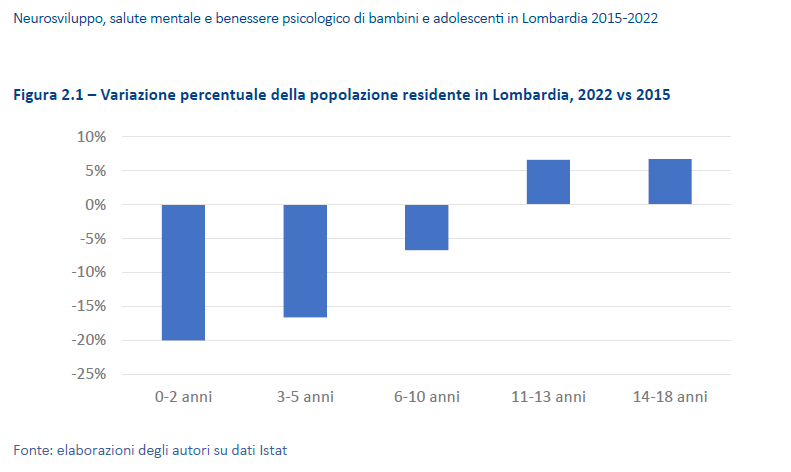 Neurosviluppo, salute mentale e benessere psicologico di bambini e adolescenti in Lombardia 2015-2022
Figura 2.1 – Variazione percentuale della popolazione residente in Lombardia, 2022 vs 2015
10%
5%
0%
-5%
-10%
-15%
-20%
-25%
0-2 anni 3-5 anni 6-10 anni 11-13 anni 14-18 anni
Fonte: elaborazioni degli autori su dati Istat